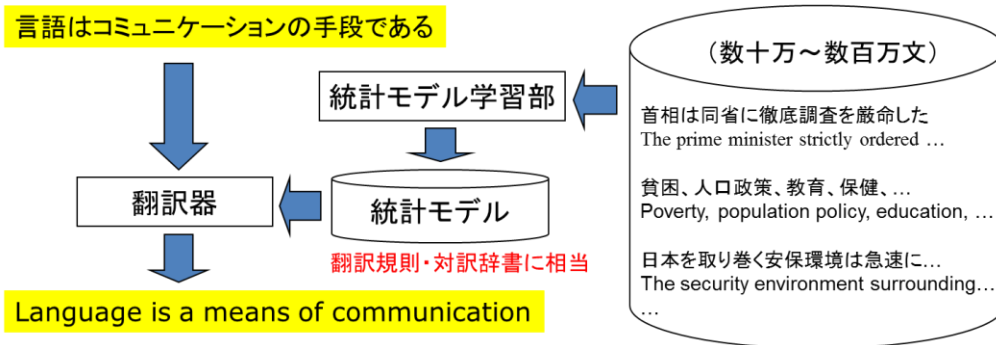 言語はコミュニケーションの手段である
(数十万～数百万文)
統計モデル学習部
首相は同省に徹底調査を厳命した
The prime minister strictly ordered …
貧困、人口政策、教育、保健、…
Poverty, population policy, education, …
翻訳器
統計モデル
翻訳規則・対訳辞書に相当
日本を取り巻く安保環境は急速に…
The security environment surrounding…
…
Language is a means of communication